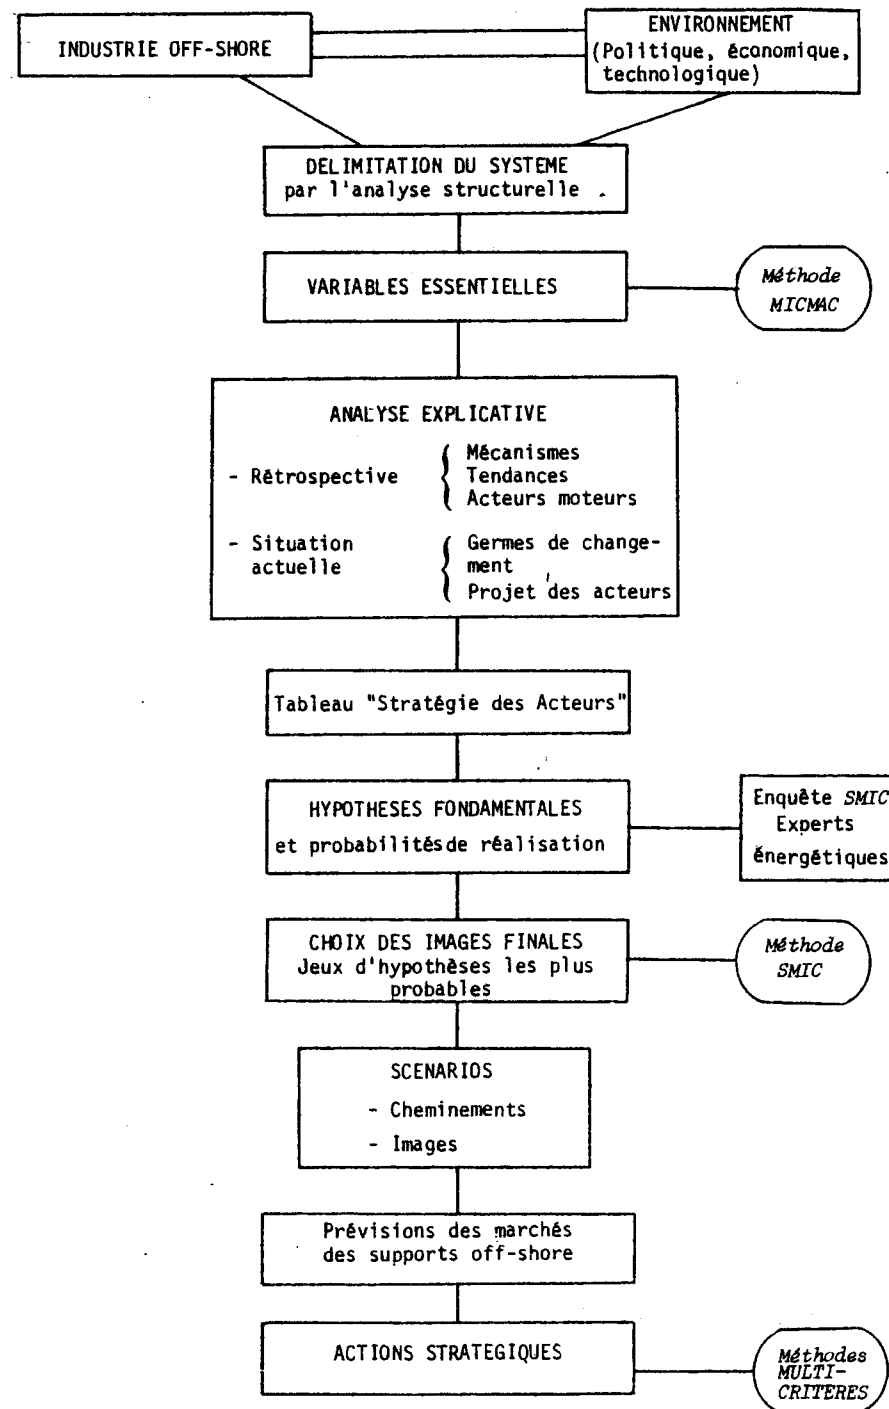 INDUSTRIE OFF-SHORE
ENVIRONNEMENT
(Politique, économique,
technologique)
DELIMITATION DU SYSTEME
par l'analyse structurelle
VARIABLES ESSENTIELLES
Méthode
MICMAC
ANALYSE EXPLICATIVE
- Rétrospective
Mécanismes
Tendances
Acteurs moteurs
- Situation
actuelle
Germes de change-
ment
Projet des acteurs
Tableau "Stratégie des Acteurs"
HYPOTHESES FONDAMENTALES
et probabilités de réalisation
Enquête SMIC
Experts
énergétiques
CHOIX DES IMAGES FINALES
Jeux d'hypothèses les plus
probables
Méthode
SMIC
SCENARIOS
- Cheminements
- Images
Prévisions des marchés
des supports off-shore
ACTIONS STRATEGIQUES
Méthodes
MULTI-
CRITERES